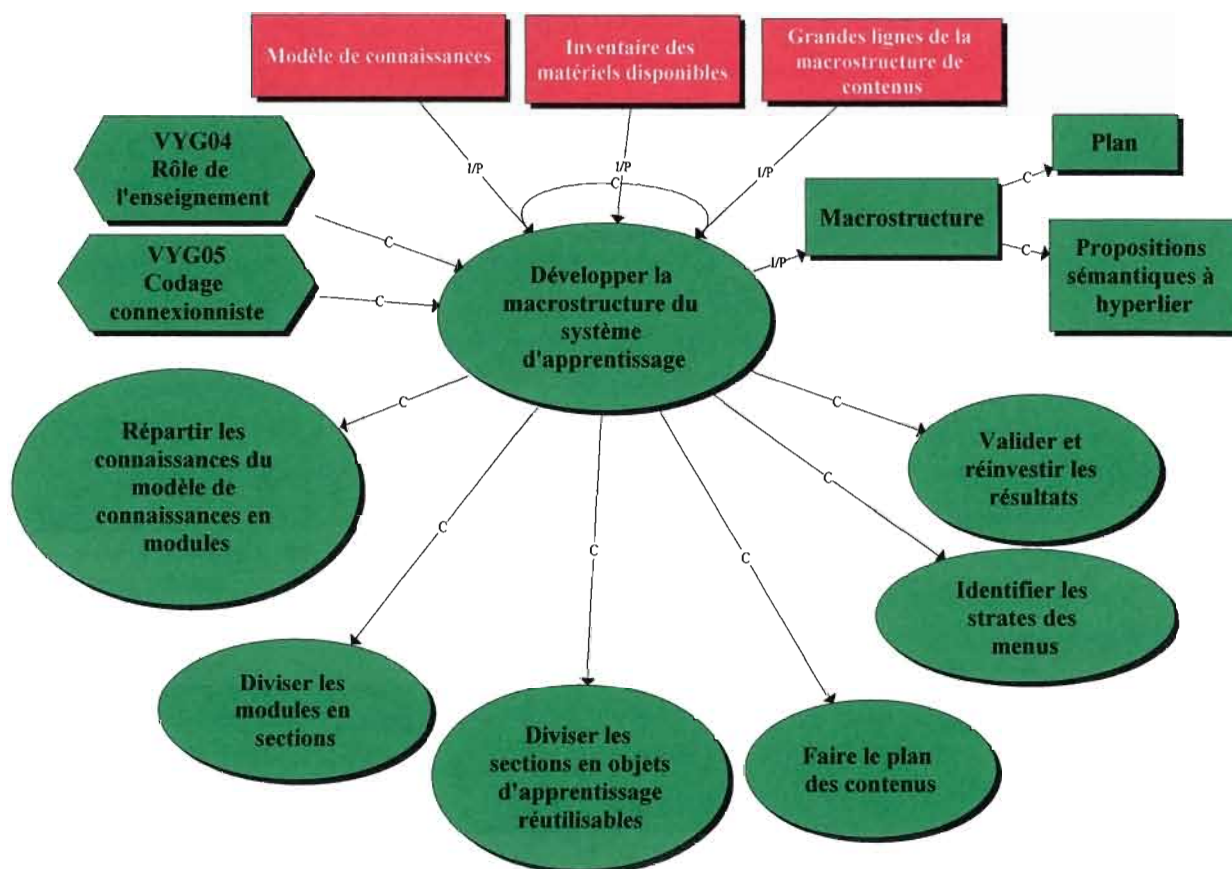 Modèle de connaissances
Inventaire des
matériels disponibles
Grandes lignes de la
macrostructure de
contenus
I/P
I/P
I/P
C
VYG04
Rôle de
l'enseignement
C
VYG05
Codage
connexionniste
C
Développer la
macrostructure du
système
d'apprentissage
I/P
Macrostructure
C
Plan
C
Propositions
sémantiques à
hyperlier
C
Répartir les
connaissances du
modèle de
connaissances en
modules
C
Diviser les
modules en
sections
C
Diviser les
sections en objets
d'apprentissage
réutilisables
C
Faire le plan
des contenus
C
Identifier les
strates des
menus
C
Valider et
réinvestir les
résultats